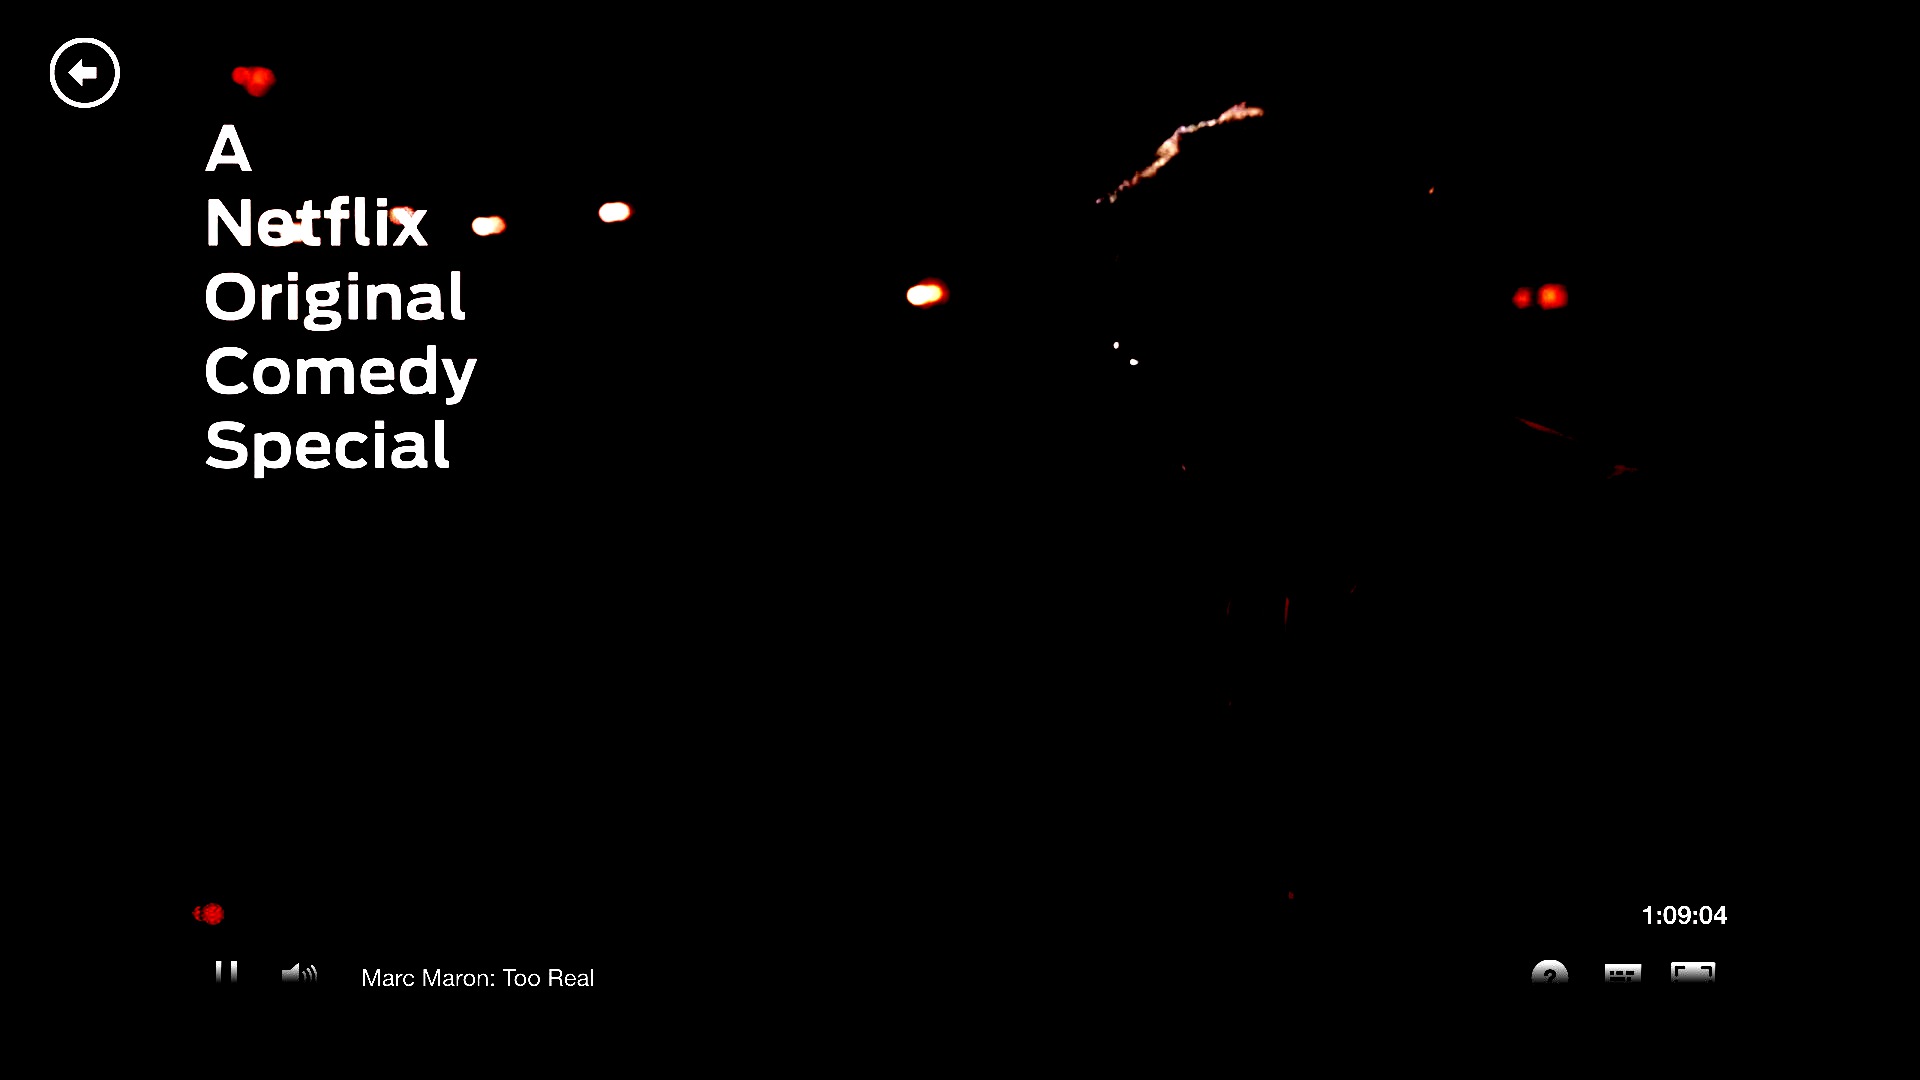 A
Netflix
Original
Comedy
Special
1:09:04
Marc Maron: Too Real
?